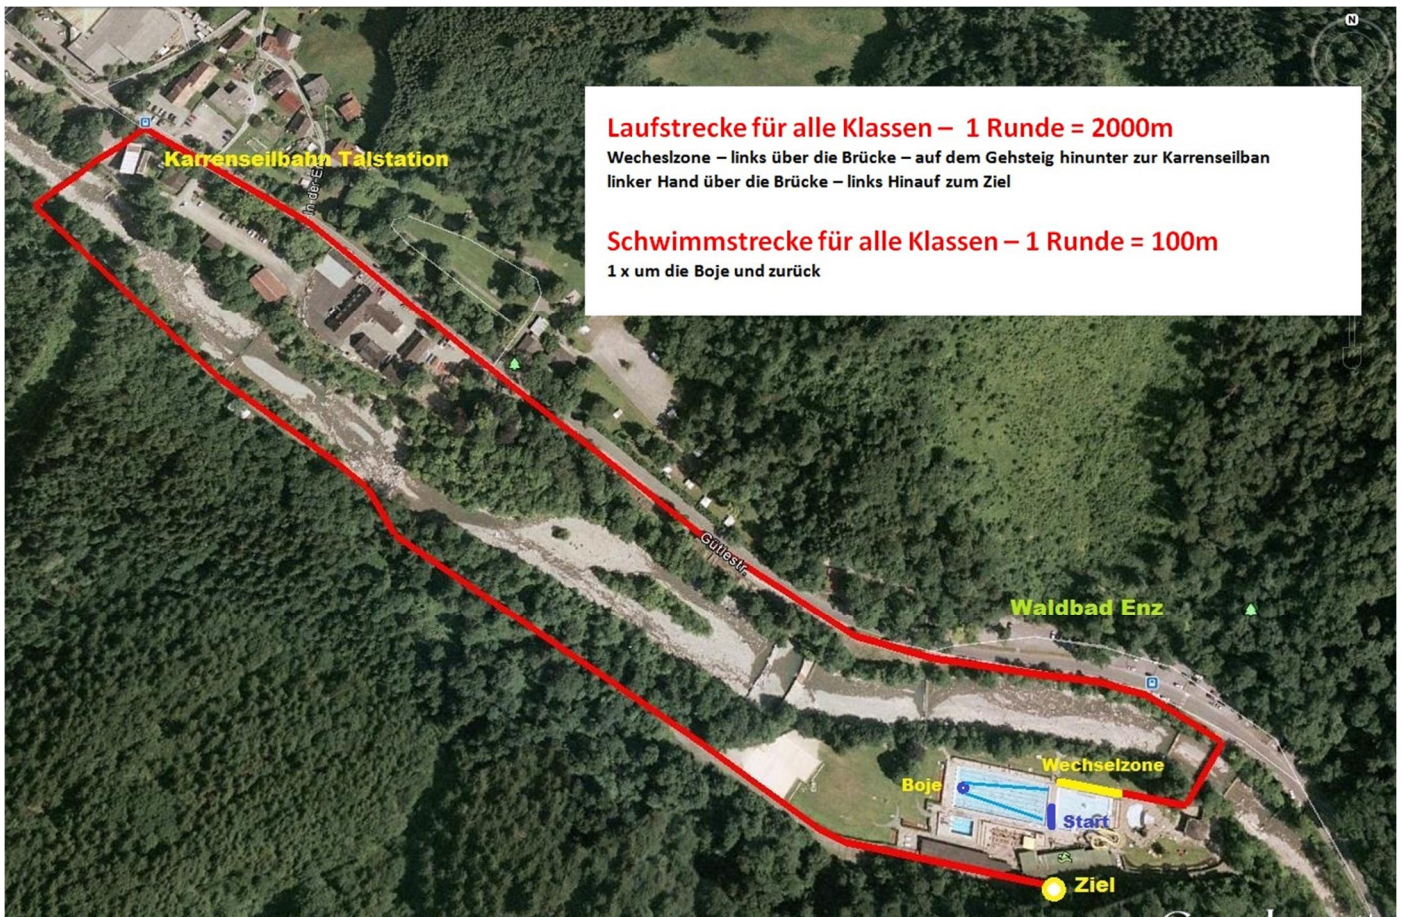 N
Laufstrecke für alle Klassen – 1 Runde = 2000m
Wecheslzone – links über die Brücke – auf dem Gehsteig hinunter zur Karrenseilban
linker Hand über die Brücke – links Hinauf zum Ziel
Schwimmstrecke für alle Klassen – 1 Runde = 100m
1 x um die Boje und zurück
Karrenseilbahn Talstation
Gütlestr.
Waldbad Enz
Wechselzone
Boje
Start
Ziel